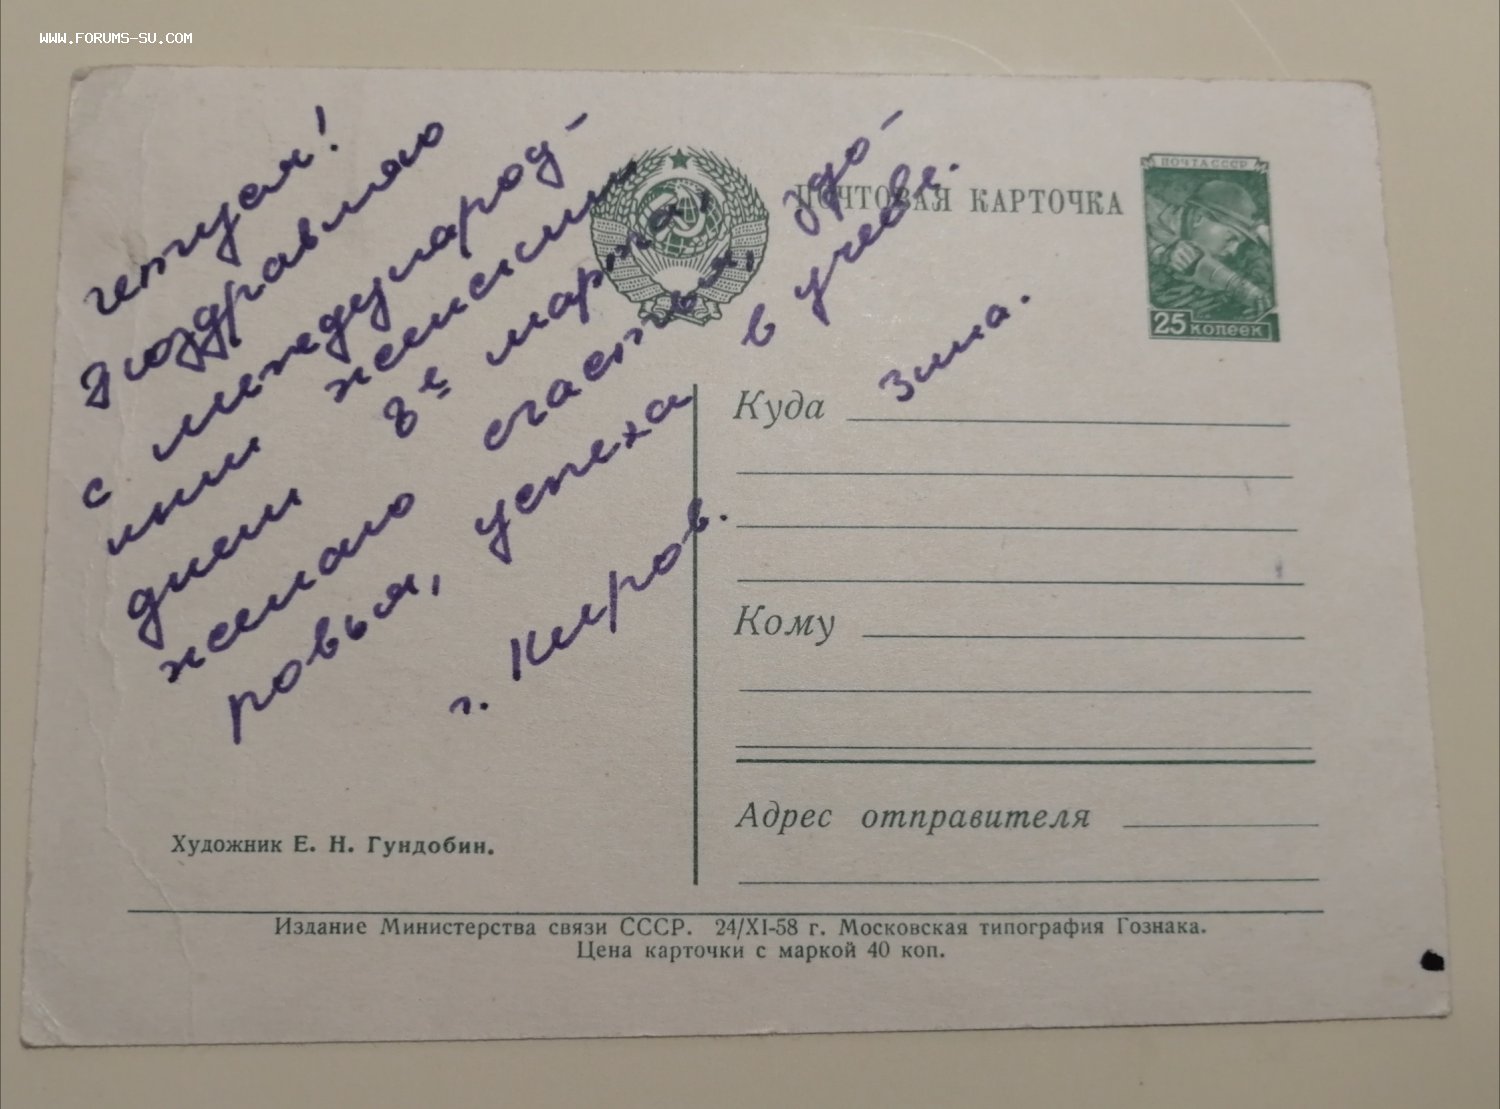 WWW.FORUMS-SU.COM
Поздравляю
с международ-
ным женским
днем 8е марта,
желаю счастья, здо-
ровья, успеха в учебе.
г. Киров. Зина.
ПОЧТОВАЯ КАРТОЧКА
ПОЧТА СССР
25 КОПЕЕК
Куда
Кому
Адрес отправителя
Художник Е. Н. Гундобин.
Издание Министерства связи СССР. 24/XI-58 г. Московская типография Гознака.
Цена карточки с маркой 40 коп.